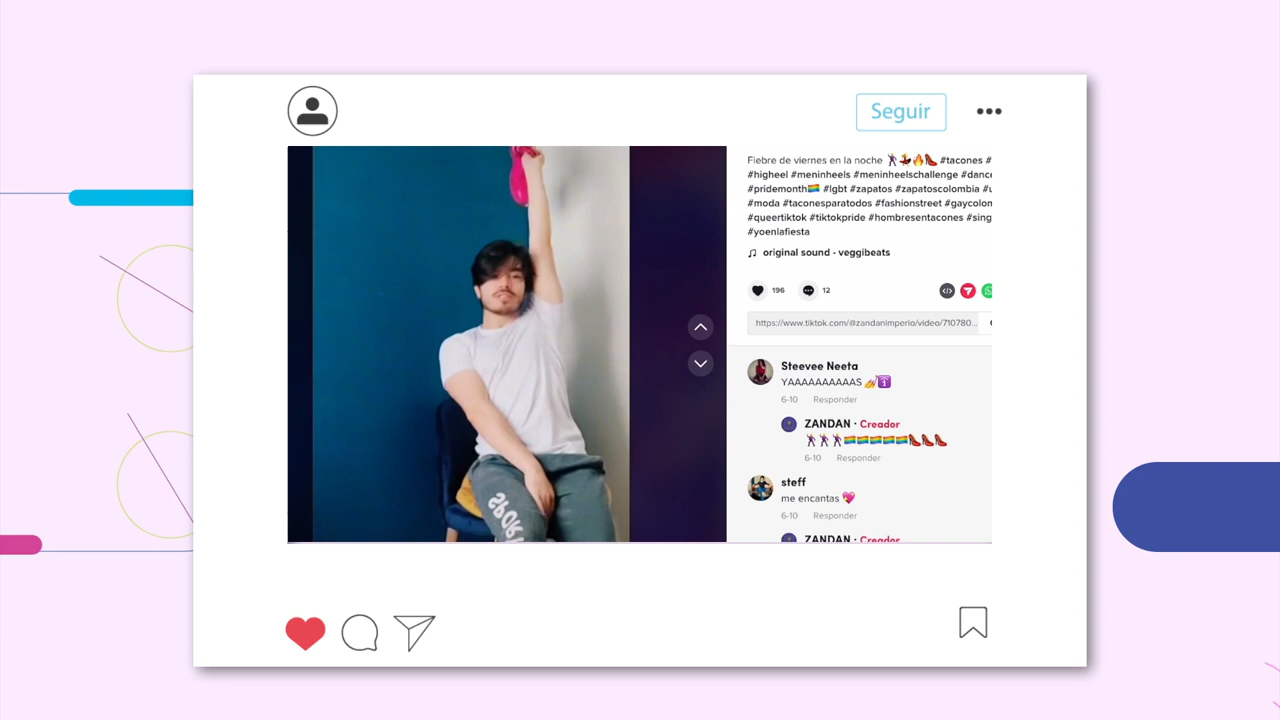 Seguir
Fiebre de viernes en la noche 🕺💃🔥👠 #tacones #
#higheel #meninheels #meninheelschallenge #dance
#pridemonth🏳️‍🌈 #lgbt #zapatos #zapatoscolombia #u
#moda #taconesparatodos #fashionstreet #gaycolom
#queertiktok #tiktokpride #hombresentacones #sing
#yoenlafiesta
original sound - veggibeats
196
12
https://www.tiktok.com/@zandanimperio/video/710780...
Steevee Neeta
YAAAAAAAAAAS 💅🛐
6-10 Responder
ZANDAN · Creador
🕺🕺🕺🏳️‍🌈🏳️‍🌈🏳️‍🌈🏳️‍🌈🏳️‍🌈👠👠👠
6-10 Responder
steff
me encantas 💖
6-10 Responder
ZANDAN · Creador